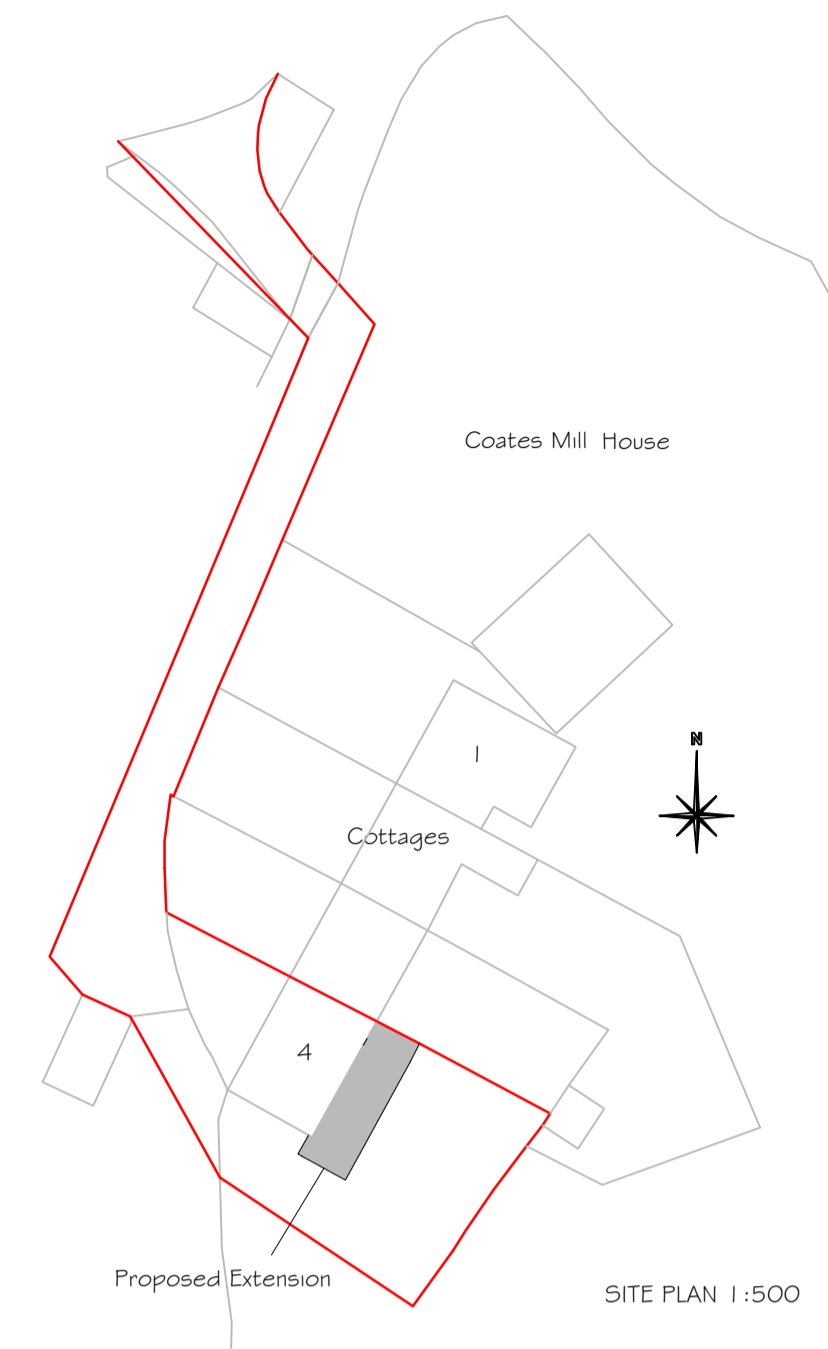 Coates Mill House
N
1
Cottages
4
Proposed Extension
SITE PLAN 1:500